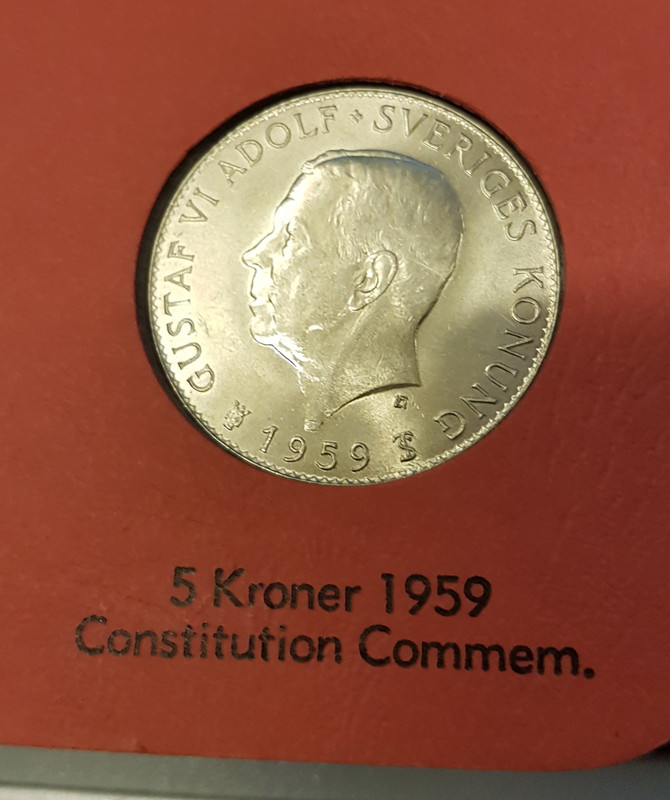 GUSTAF VI ADOLF ✦ SVERIGES KONUNG
1959
5 Kroner 1959
Constitution Commem.